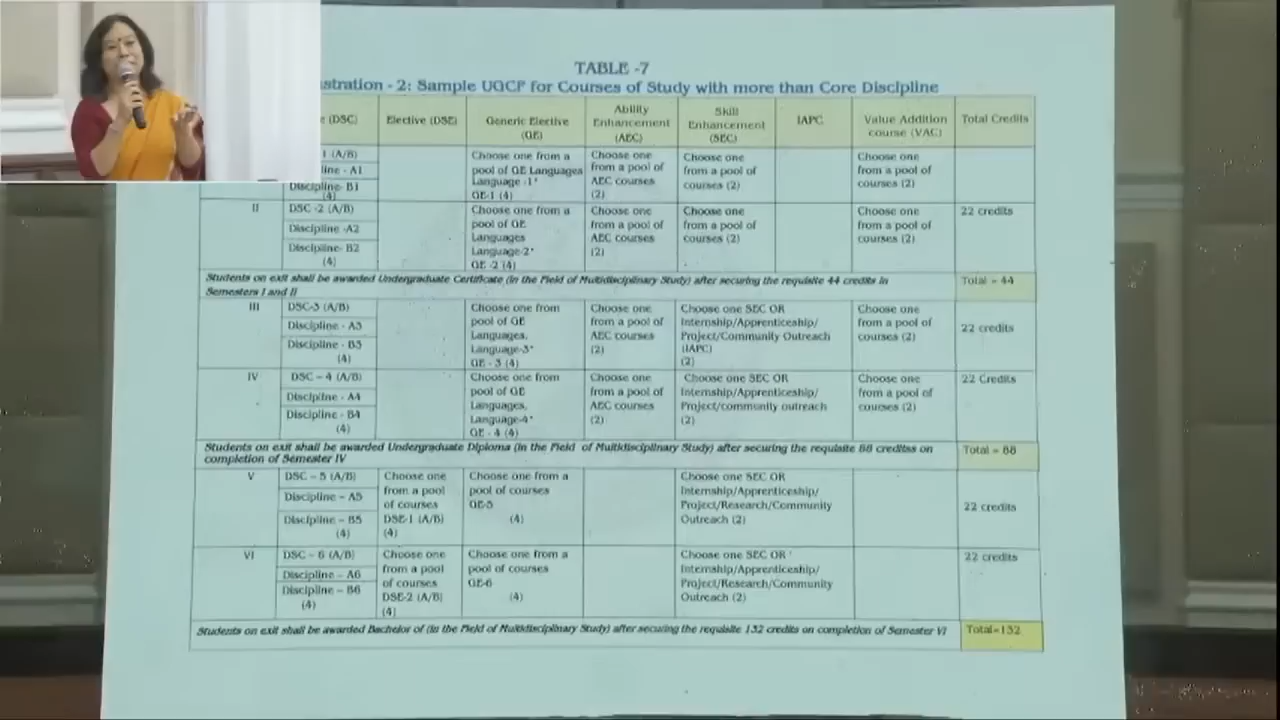 TABLE -7
stration - 2: Sample UGCF for Courses of Study with more than Core Discipline
(DSC)
Elective (DSE)
Generic Elective
(GE)
Ability
Enhancement
(AEC)
Skill
Enhancement
(SEC)
IAPC
Value Addition
course (VAC)
Total Credits
1 (A/B)
line - A1
Discipline- B1
(4)
Choose one from a
pool of GE Languages
Language -1*
GE-1 (4)
Choose one
from a pool of
AEC courses
(2)
Choose one
from a pool of
courses (2)
Choose one
from a pool of
courses (2)
II
DSC -2 (A/B)
Discipline -A2
Discipline- B2
(4)
Choose one from a
pool of GE
Languages
Language-2*
GE -2 (4)
Choose one
from a pool of
AEC courses
(2)
Choose one
from a pool of
courses (2)
Choose one
from a pool of
courses (2)
22 credits
Students on exit shall be awarded Undergraduate Certificate (in the Field of Multidisciplinary Study) after securing the requisite 44 credits in
Semesters I and II
Total = 44
III
DSC-3 (A/B)
Discipline - A3
Discipline - B3
(4)
Choose one from
pool of GE
Languages,
Language-3*
GE - 3 (4)
Choose one
from a pool of
AEC courses
(2)
Choose one SEC OR
Internship/Apprenticeship/
Project/Community Outreach
(IAPC)
(2)
Choose one
from a pool of
courses (2)
22 credits
IV
DSC – 4 (A/B)
Discipline - A4
Discipline - B4
(4)
Choose one from
pool of GE
Languages,
Language-4*
GE - 4 (4)
Choose one
from a pool of
AEC courses
(2)
Choose one SEC OR
Internship/Apprenticeship/
Project/community outreach
(2)
Choose one
from a pool of
courses (2)
22 Credits
Students on exit shall be awarded Undergraduate Diploma (in the Field of Multidisciplinary Study) after securing the requisite 88 creditss on
completion of Semester IV
Total = 88
V
DSC – 5 (A/B)
Discipline – A5
Discipline – B5
(4)
Choose one
from a pool
of courses
DSE-1 (A/B)
(4)
Choose one from a
pool of courses
GE-5
(4)
Choose one SEC OR
Internship/Apprenticeship/
Project/Research/Community
Outreach (2)
22 credits
VI
DSC – 6 (A/B)
Discipline – A6
Discipline – B6
(4)
Choose one
from a pool
of courses
DSE-2 (A/B)
(4)
Choose one from a
pool of courses
GE-6
(4)
Choose one SEC OR
Internship/Apprenticeship/
Project/Research/Community
Outreach (2)
22 credits
Students on exit shall be awarded Bachelor of (in the Field of Multidisciplinary Study) after securing the requisite 132 credits on completion of Semester VI
Total=132